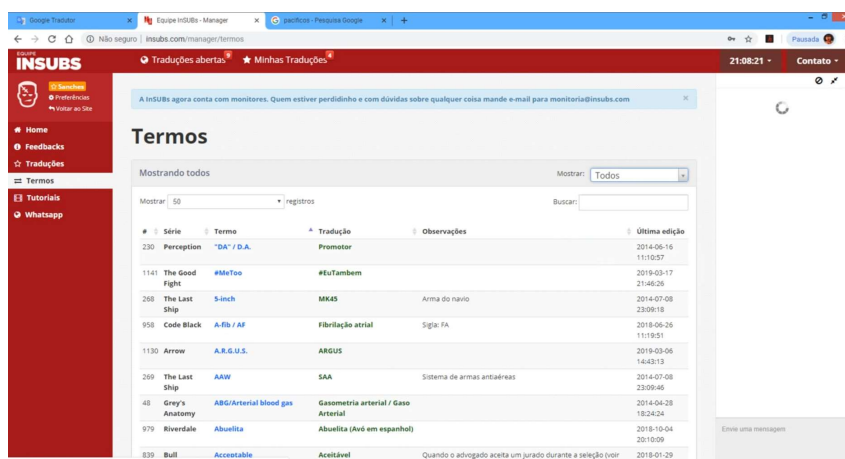 Google Tradutor
Equipe InSUBs - Manager
pacificos - Pesquisa Google
Não seguro | insubs.com/manager/termos
Pausada
EQUIPE
INSUBS
Traduções abertas
Minhas Traduções
21:08:21
Contato
Sanches
Preferências
Voltar ao Site
Home
Feedbacks
Traduções
Termos
Tutoriais
Whatsapp
A InSUBs agora conta com monitores. Quem estiver perdidinho e com dúvidas sobre qualquer coisa mande e-mail para monitoria@insubs.com
Termos
Mostrando todos
Mostrar: Todos
Mostrar 50 registros
Buscar:
# Série Termo Tradução Observações Última edição
230 Perception "DA" / D.A. Promotor 2014-06-16
11:10:57
1141 The Good #MeToo #EuTambem 2019-03-17
Fight 21:46:26
268 The Last 5-inch MK45 Arma do navio 2014-07-08
Ship 23:09:18
958 Code Black A-fib / AF Fibrilação atrial Sigla: FA 2018-06-26
11:19:51
1130 Arrow A.R.G.U.S. ARGUS 2019-03-06
14:43:13
269 The Last AAW SAA Sistema de armas antiaéreas 2014-07-08
Ship 23:09:46
48 Grey's ABG/Arterial blood gas Gasometria arterial / Gaso 2014-04-28
Anatomy Arterial 18:24:24
979 Riverdale Abuelita Abuelita (Avó em espanhol) 2018-10-04
20:10:09
839 Bull Acceptable Aceitável Quando o advogado aceita um jurado durante a seleção (voir 2018-01-29
Envie uma mensagem